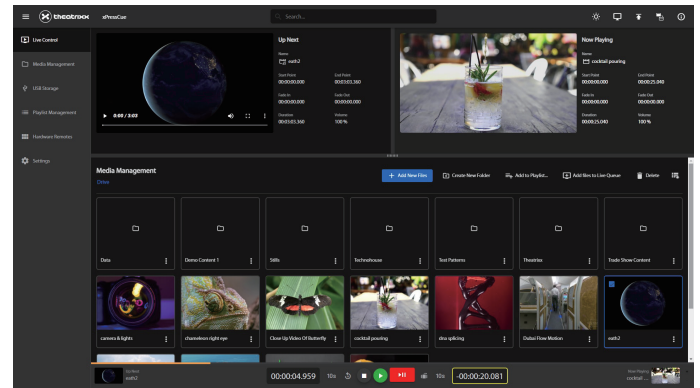 theatrixx
xPressCue
Search...
Live Control
Media Management
USB Storage
Playlist Management
Hardware Remotes
Settings
0:00 / 3:03
Up Next
Name
eath2
Start Point
End Point
00:00:00.000
00:03:03.360
Fade In
Fade Out
00:00:00.000
00:00:00.000
Duration
Volume
00:03:03.360
100 %
Now Playing
Name
cocktail pouring
Start Point
End Point
00:00:00.000
00:00:25.040
Fade In
Fade Out
00:00:00.000
00:00:00.000
Duration
Volume
00:00:25.040
100 %
Media Management
Drive
+ Add New Files
Create New Folder
Add to Playlist...
Add files to Live Queue
Delete
Data
Demo Content 1
Stills
Technohouse
Test Patterns
Theatrixx
Trade Show Content
camera & lights
chameleon right eye
Close Up Video Of Butterfly
cocktail pouring
dna splicing
Dubai Flow Motion
eath2
Up Next
eath2
00:00:04.959
10s
10s
-00:00:20.081
Now Playing
cocktail ...